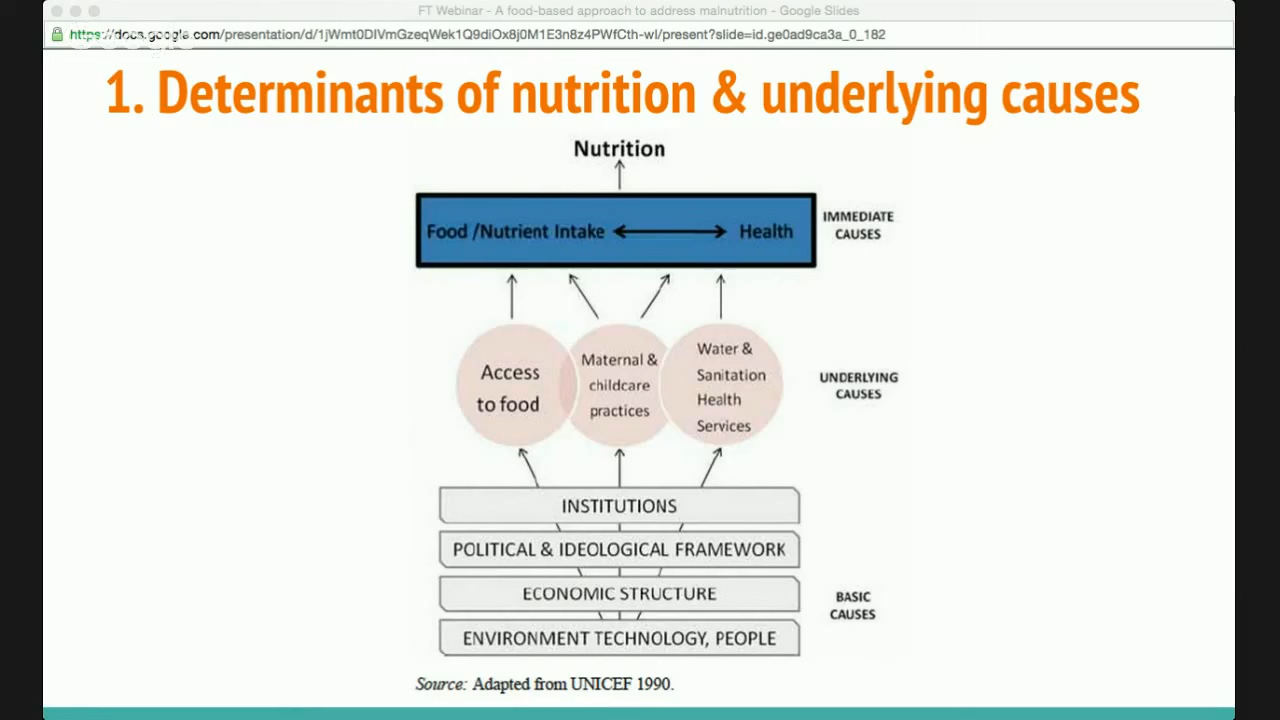 FT Webinar - A food-based approach to address malnutrition - Google Slides
https://docs.google.com/presentation/d/1jWmt0DIVmGzeqWek1Q9diOx8j0M1E3n8z4PWfCth-wI/present?slide=id.ge0ad9ca3a_0_182
1. Determinants of nutrition & underlying causes
Nutrition
Food /Nutrient Intake
Health
IMMEDIATE
CAUSES
Access
to food
Maternal &
childcare
practices
Water &
Sanitation
Health
Services
UNDERLYING
CAUSES
INSTITUTIONS
POLITICAL & IDEOLOGICAL FRAMEWORK
ECONOMIC STRUCTURE
ENVIRONMENT TECHNOLOGY, PEOPLE
BASIC
CAUSES
Source: Adapted from UNICEF 1990.